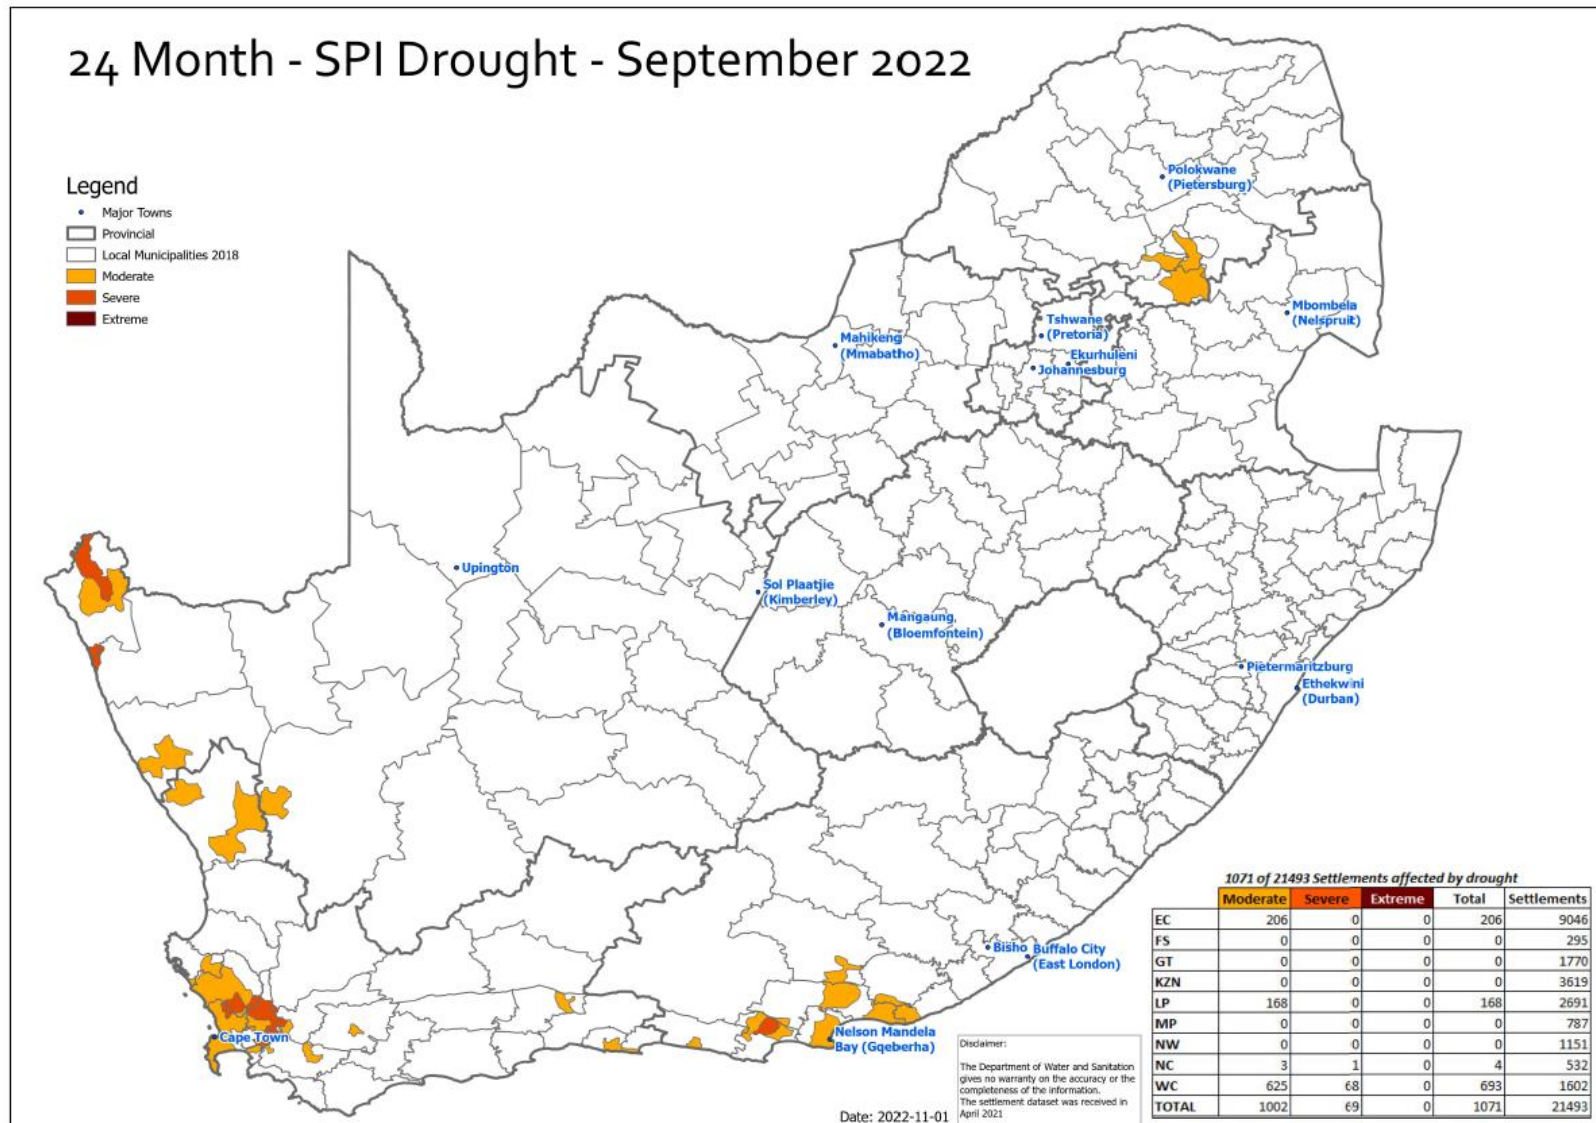 24 Month - SPI Drought - September 2022
Legend
Major Towns
Provincial
Local Municipalities 2018
Moderate
Severe
Extreme
Polokwane
(Pietersburg)
Mbombela
(Nelspruit)
Tshwane
(Pretoria)
Ekurhuleni
Johannesburg
Mahikeng
(Mmabatho)
Upington
Sol Plaatjie
(Kimberley)
Mangaung
(Bloemfontein)
Pietermaritzburg
Ethekwini
(Durban)
Bisho
Buffalo City
(East London)
Nelson Mandela
Bay (Gqeberha)
Cape Town
Disclaimer:
The Department of Water and Sanitation
gives no warranty on the accuracy or the
completeness of the information.
The settlement dataset was received in
April 2021
Date: 2022-11-01
1071 of 21493 Settlements affected by drought
Moderate Severe Extreme Total Settlements
EC 206 0 0 206 9046
FS 0 0 0 0 295
GT 0 0 0 0 1770
KZN 0 0 0 0 3619
LP 168 0 0 168 2691
MP 0 0 0 0 787
NW 0 0 0 0 1151
NC 3 1 0 4 532
WC 625 68 0 693 1602
TOTAL 1002 69 0 1071 21493